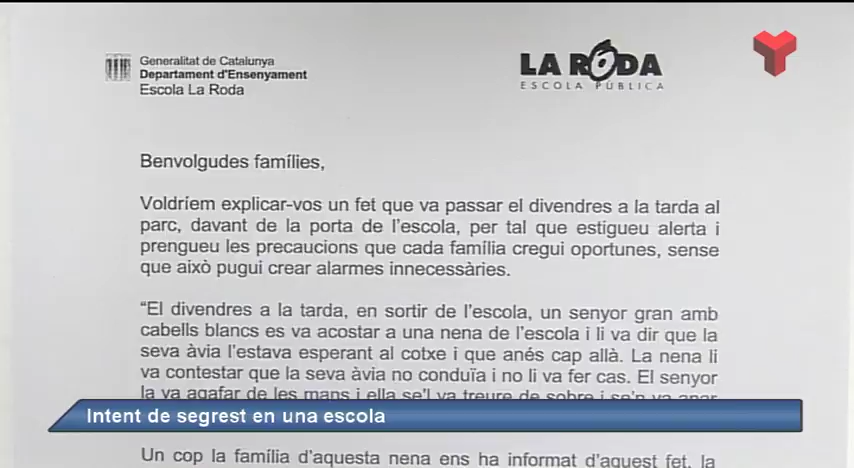 Generalitat de Catalunya
Departament d'Ensenyament
Escola La Roda
LA RODA
ESCOLA PÚBLICA
Benvolgudes famílies,
Voldríem explicar-vos un fet que va passar el divendres a la tarda al
parc, davant de la porta de l'escola, per tal que estigueu alerta i
prengueu les precaucions que cada família cregui oportunes, sense
que això pugui crear alarmes innecessàries.
“El divendres a la tarda, en sortir de l'escola, un senyor gran amb
cabells blancs es va acostar a una nena de l'escola i li va dir que la
seva àvia l'estava esperant al cotxe i que anés cap allà. La nena li
va contestar que la seva àvia no conduïa i no li va fer cas. El senyor
la va agafar de les mans i ella se'l va treure de sobre i se'n va anar
Intent de segrest en una escola
Un cop la família d'aquesta nena ens ha informat d'aquest fet, la